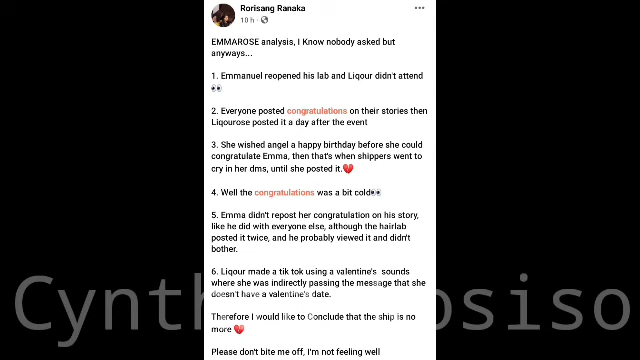 Rorisang Ranaka
10 h ·
EMMAROSE analysis, I Know nobody asked but
anyways...
1. Emmanuel reopened his lab and Liqour didn't attend
👀
2. Everyone posted congratulations on their stories then
Liqourose posted it a day after the event
3. She wished angel a happy birthday before she could
congratulate Emma, then that's when shippers went to
cry in her dms, until she posted it.💔
4. Well the congratulations was a bit cold👀
5. Emma didn't repost her congratulation on his story,
like he did with everyone else, although the hairlab
posted it twice, and he probably viewed it and didn't
bother.
6. Liqour made a tik tok using a valentine's sounds
where she was indirectly passing the message that she
doesn't have a valentine's date.
Therefore I would like to Conclude that the ship is no
more 💔
Please don't bite me off, I'm not feeling well
Cynth
osiso